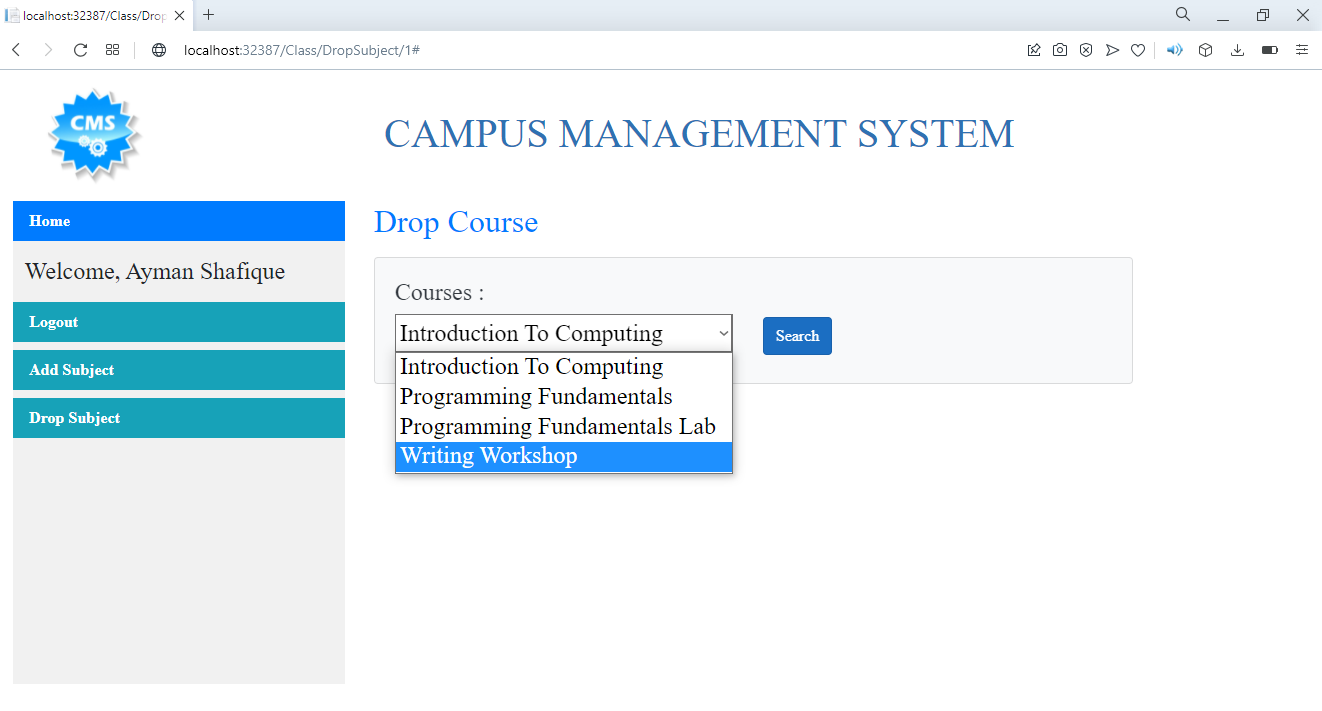 localhost:32387/Class/Drop
localhost:32387/Class/DropSubject/1#
CMS
CAMPUS MANAGEMENT SYSTEM
Home
Welcome, Ayman Shafique
Logout
Add Subject
Drop Subject
Drop Course
Courses :
Introduction To Computing
Search
Introduction To Computing
Programming Fundamentals
Programming Fundamentals Lab
Writing Workshop